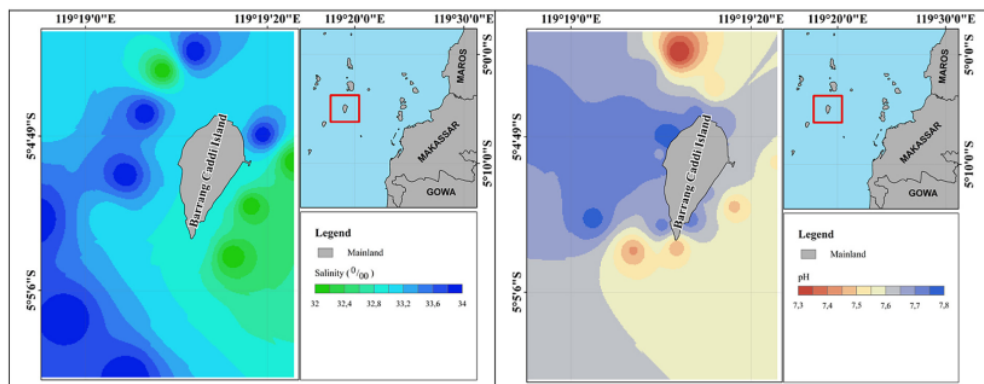 119°19'0"E 119°19'20"E
119°20'0"E 119°30'0"E
5°4'49"S
5°5'6"S
5°0'0"S
5°10'0"S
MAROS
MAKASSAR
GOWA
Barrang Caddi Island
Legend
Mainland
Salinity (0/00)
32 32,4 32,8 33,2 33,6 34
119°19'0"E 119°19'20"E
119°20'0"E 119°30'0"E
5°4'49"S
5°5'6"S
5°0'0"S
5°10'0"S
MAROS
MAKASSAR
GOWA
Barrang Caddi Island
Legend
Mainland
pH
7,3 7,4 7,5 7,6 7,7 7,8